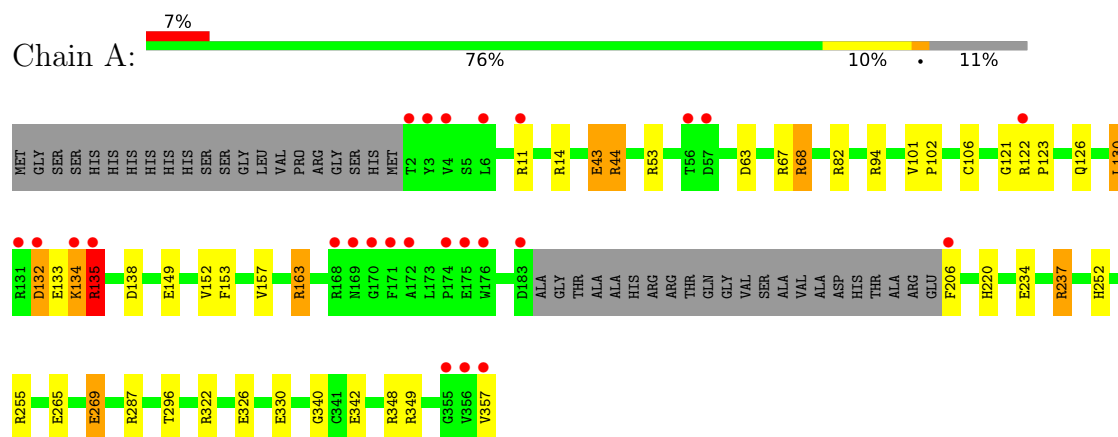 7%
Chain A:
76% 10% • 11%
MET GLY SER SER HIS HIS HIS HIS HIS HIS SER SER GLY LEU VAL PRO ARG GLY SER HIS MET T2 Y3 V4 S5 L6 R11 R14 E43 R44 R53 T56 D57 D63 R67 R68 R82 R94 V101 P102 C106 G121 R122 P123 Q126 L130
R131 D132 E133 K134 R135 D138 E149 V152 F153 V157 R163 R168 N169 G170 F171 A172 L173 P174 E175 W176 D183 ALA GLY THR ALA ALA HIS ARG ARG THR GLN GLY VAL SER ALA VAL ALA ASP HIS THR ALA ARG GLU F206 H220 E234 R237 H252
R255 E265 E269 R287 T296 R322 E326 E330 G340 C341 E342 R348 R349 G355 V356 V357